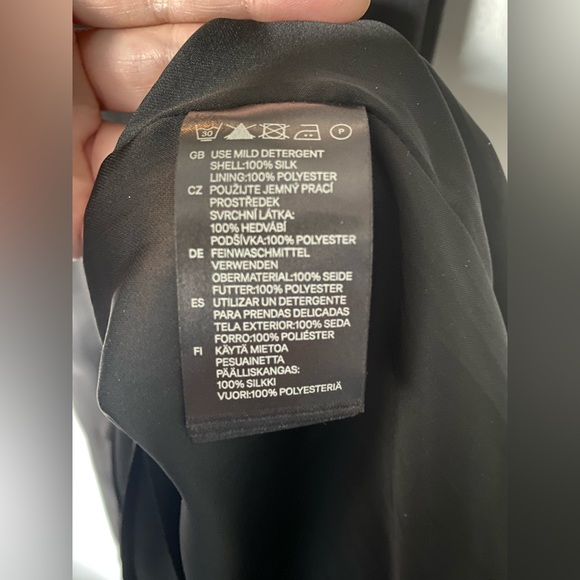 30 P
GB USE MILD DETERGENT
SHELL:100% SILK
LINING:100% POLYESTER
CZ POUŽIJTE JEMNÝ PRACÍ
PROSTŘEDEK
SVRCHNÍ LÁTKA:
100% HEDVÁBÍ
PODŠÍVKA:100% POLYESTER
DE FEINWASCHMITTEL
VERWENDEN
OBERMATERIAL:100% SEIDE
FUTTER:100% POLYESTER
ES UTILIZAR UN DETERGENTE
PARA PRENDAS DELICADAS
TELA EXTERIOR:100% SEDA
FORRO:100% POLIÉSTER
FI KÄYTÄ MIETOA
PESUAINETTA
PÄÄLLISKANGAS:
100% SILKKI
VUORI:100% POLYESTERIÄ